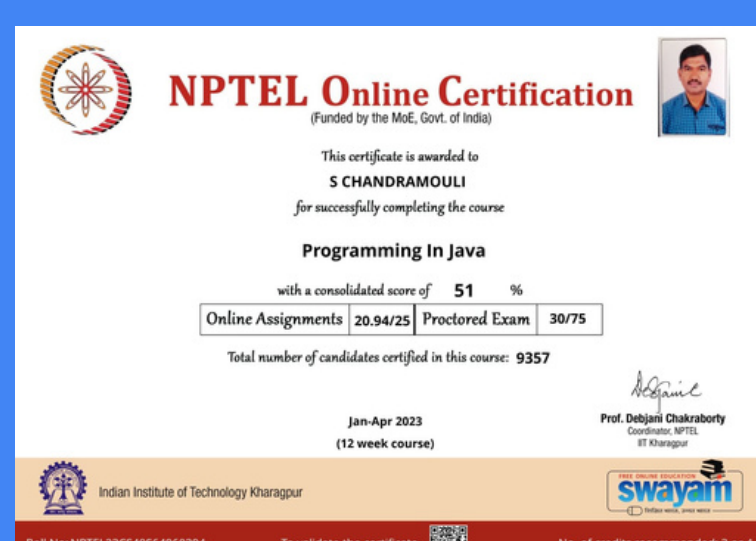 NPTEL Online Certification
(Funded by the MoE, Govt. of India)
This certificate is awarded to
S CHANDRAMOULI
for successfully completing the course
Programming In Java
with a consolidated score of 51 %
Online Assignments 20.94/25 Proctored Exam 30/75
Total number of candidates certified in this course: 9357
Jan-Apr 2023
(12 week course)
Prof. Debjani Chakraborty
Coordinator, NPTEL
IIT Kharagpur
Indian Institute of Technology Kharagpur
FREE ONLINE EDUCATION
swayam